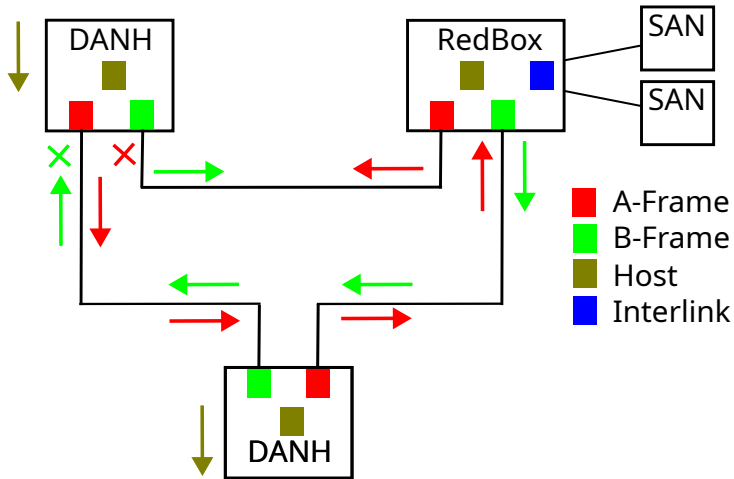 DANH
RedBox
SAN
SAN
A-Frame
B-Frame
Host
Interlink
DANH